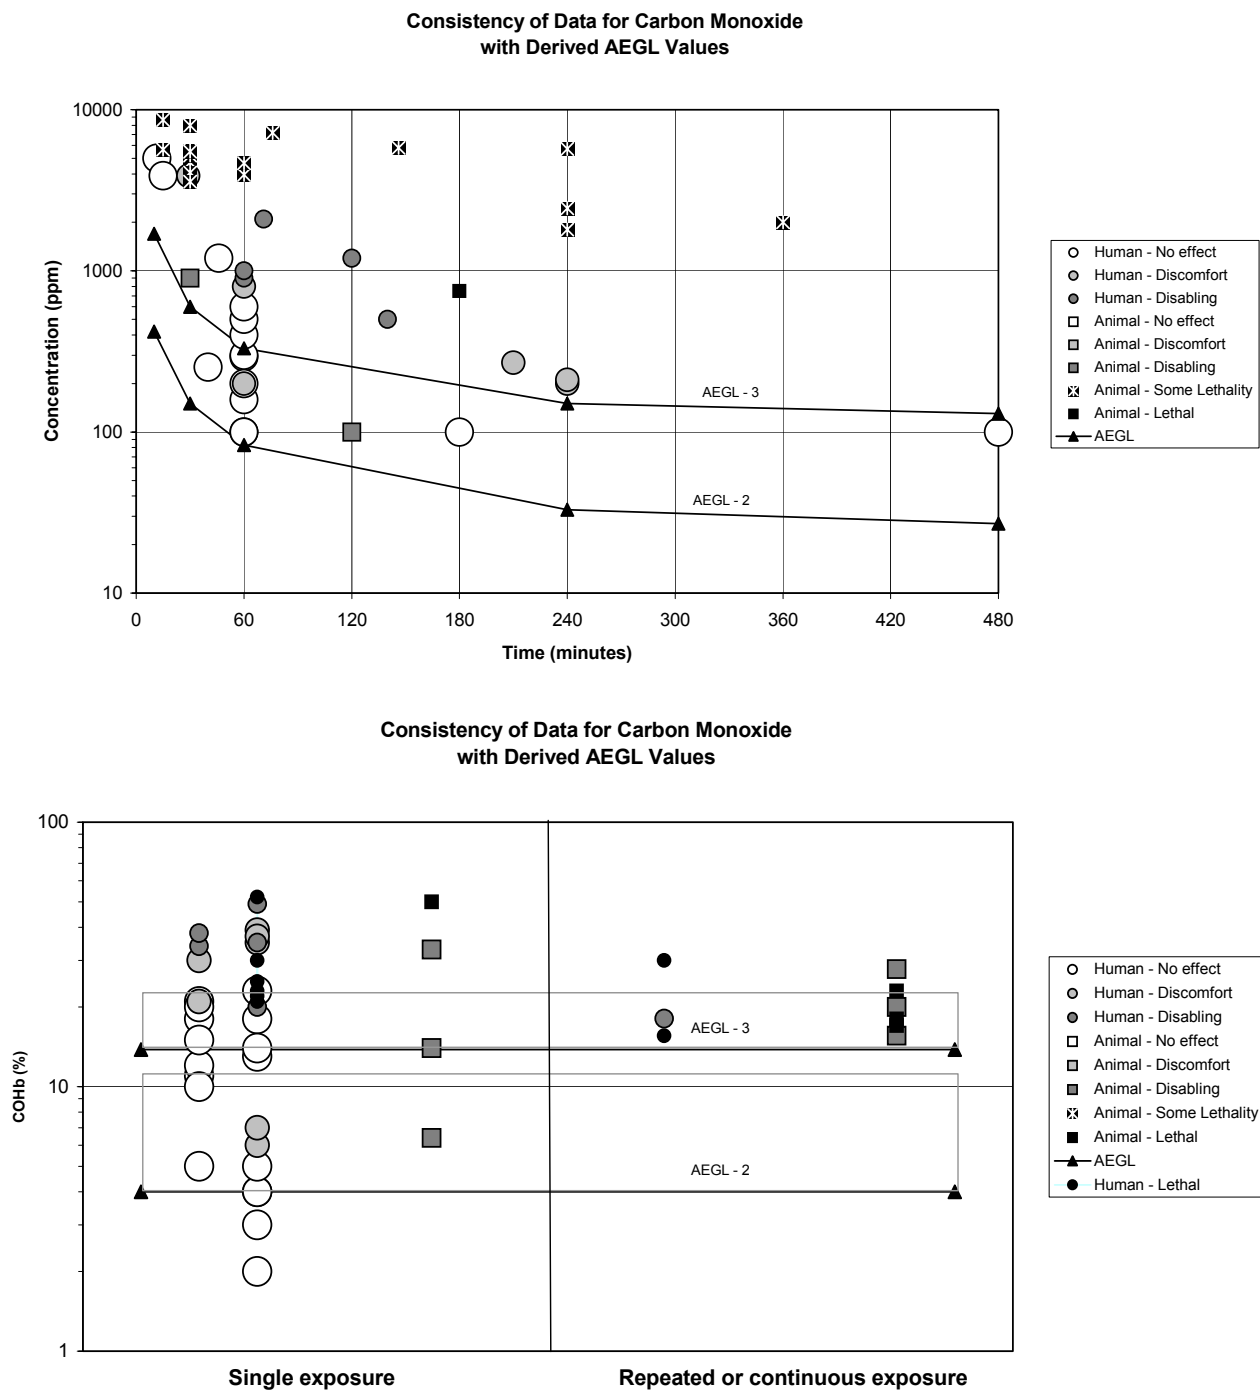 Consistency of Data for Carbon Monoxide
with Derived AEGL Values
10000
1000
100
10
Concentration (ppm)
AEGL - 3
AEGL - 2
0 60 120 180 240 300 360 420 480
Time (minutes)
Human - No effect
Human - Discomfort
Human - Disabling
Animal - No effect
Animal - Discomfort
Animal - Disabling
Animal - Some Lethality
Animal - Lethal
AEGL
Consistency of Data for Carbon Monoxide
with Derived AEGL Values
100
10
1
COHb (%)
AEGL - 3
AEGL - 2
Single exposure Repeated or continuous exposure
Human - No effect
Human - Discomfort
Human - Disabling
Animal - No effect
Animal - Discomfort
Animal - Disabling
Animal - Some Lethality
Animal - Lethal
AEGL
Human - Lethal